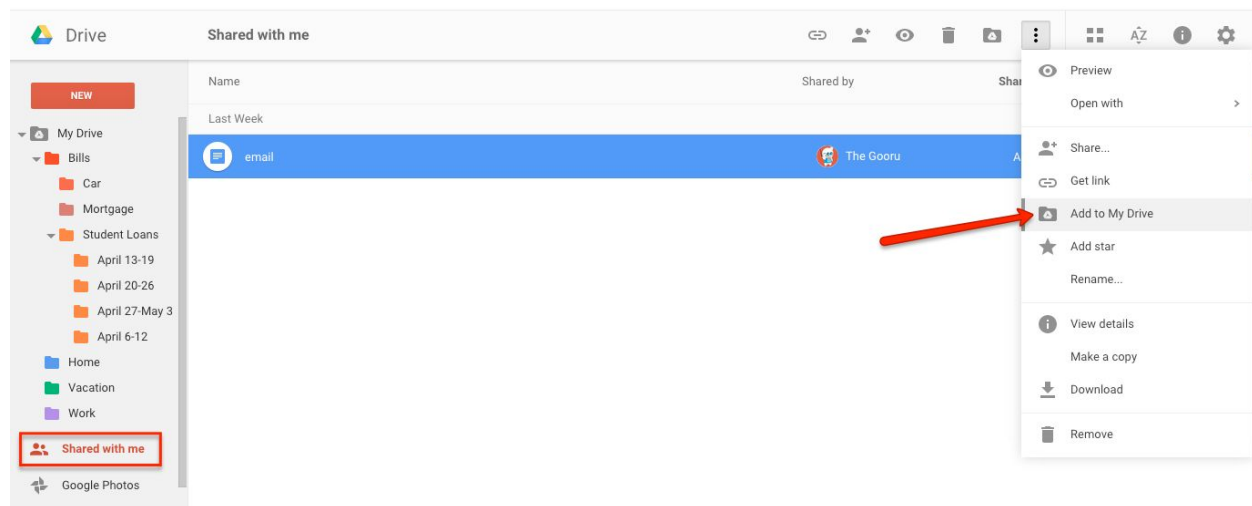 Drive
Shared with me
NEW
My Drive
Bills
Car
Mortgage
Student Loans
April 13-19
April 20-26
April 27-May 3
April 6-12
Home
Vacation
Work
Shared with me
Google Photos
Name
Shared by
Shar
Last Week
email
The Gooru
A
AZ
Preview
Open with
Share...
Get link
Add to My Drive
Add star
Rename...
View details
Make a copy
Download
Remove